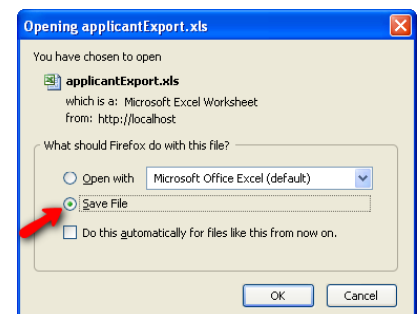 Opening applicantExport.xls
You have chosen to open
applicantExport.xls
which is a: Microsoft Excel Worksheet
from: http://localhost
What should Firefox do with this file?
Open with Microsoft Office Excel (default)
Save File
Do this automatically for files like this from now on.
OK Cancel